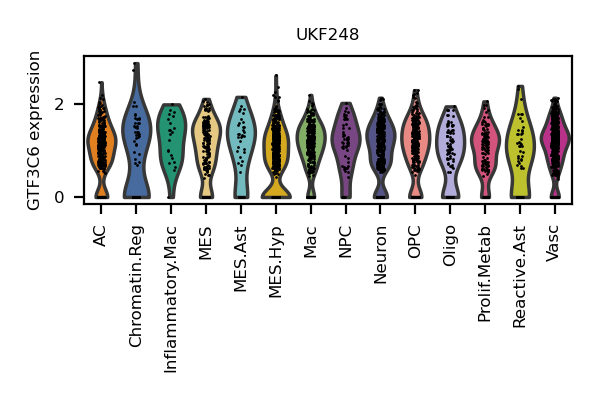 UKF248
GTF3C6 expression
2
0
AC
Chromatin.Reg
Inflammatory.Mac
MES
MES.Ast
MES.Hyp
Mac
NPC
Neuron
OPC
Oligo
Prolif.Metab
Reactive.Ast
Vasc